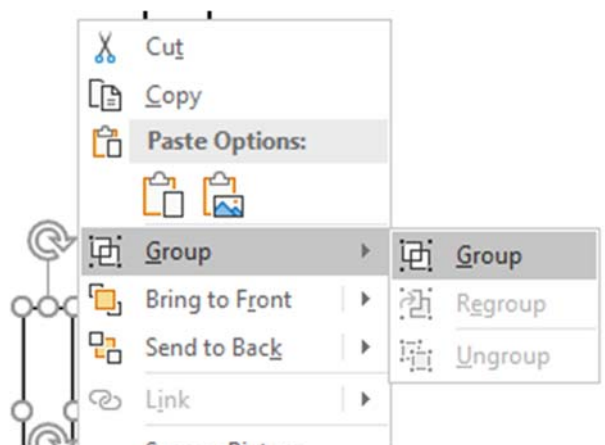 Cut
Copy
Paste Options:
Group
Group
Bring to Front
Regroup
Send to Back
Ungroup
Link